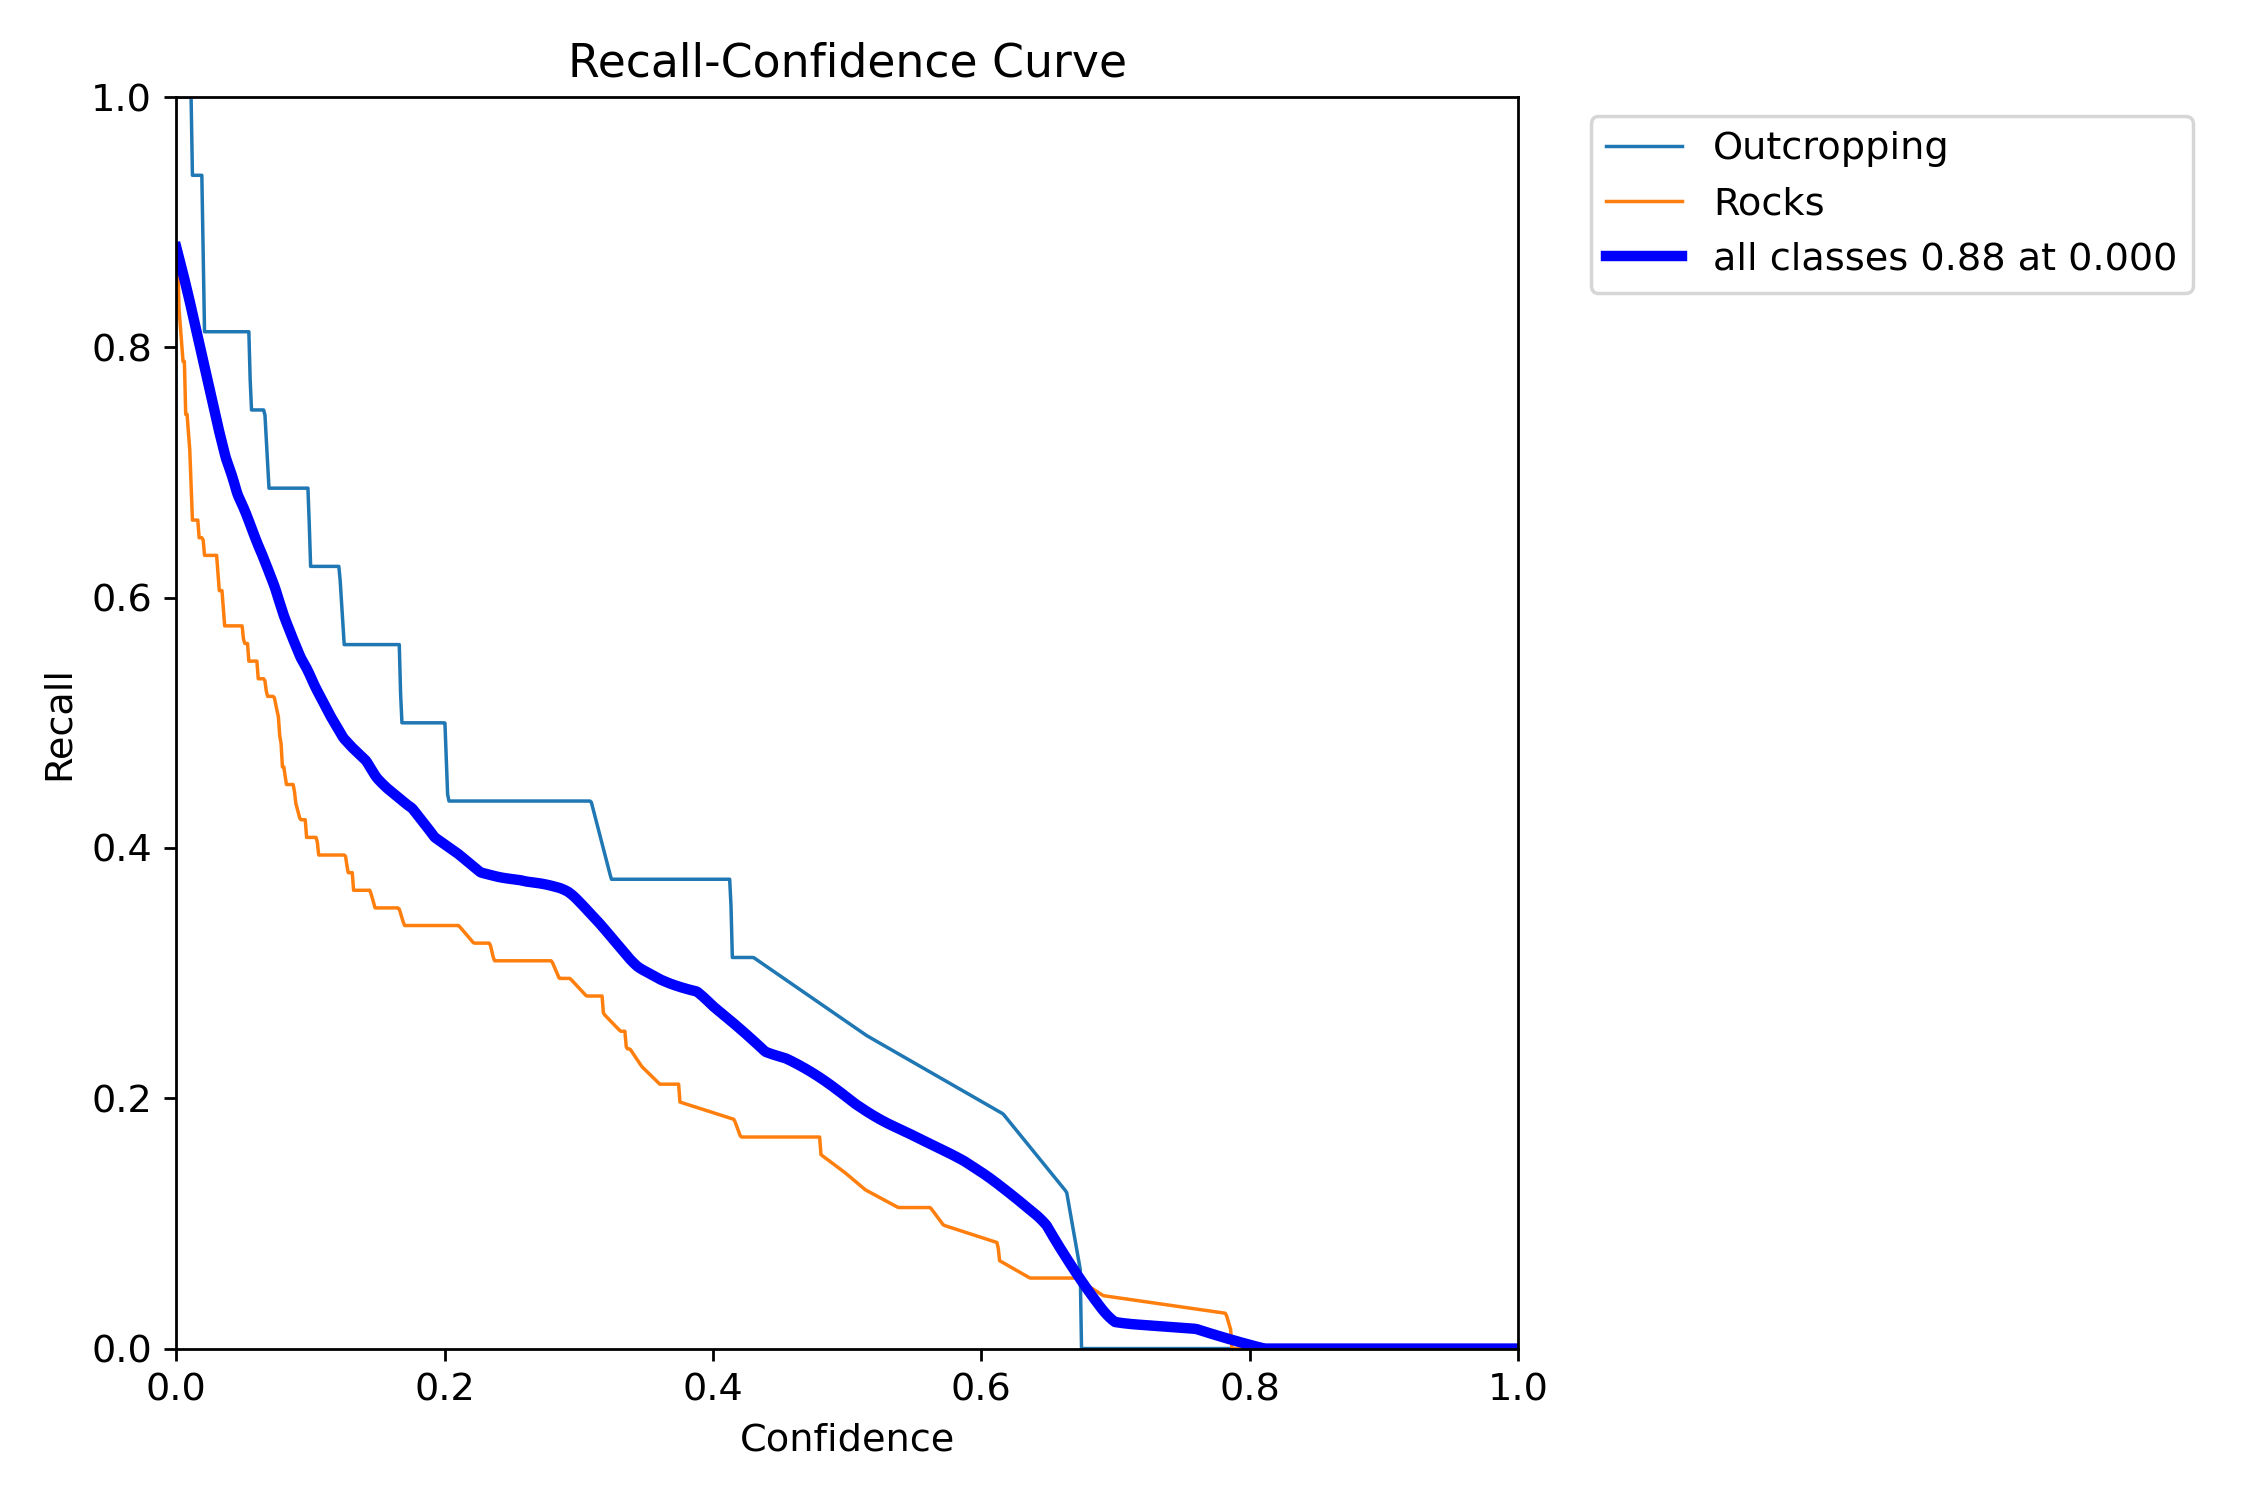 Recall-Confidence Curve
1.0
0.8
0.6
0.4
0.2
0.0
Recall
0.0 0.2 0.4 0.6 0.8 1.0
Confidence
Outcropping
Rocks
all classes 0.88 at 0.000